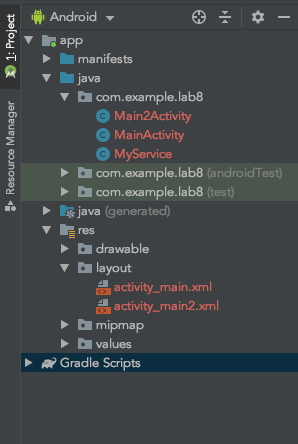 Android
1: Project
Resource Manager
app
manifests
java
com.example.lab8
Main2Activity
MainActivity
MyService
com.example.lab8 (androidTest)
com.example.lab8 (test)
java (generated)
res
drawable
layout
activity_main.xml
activity_main2.xml
mipmap
values
Gradle Scripts